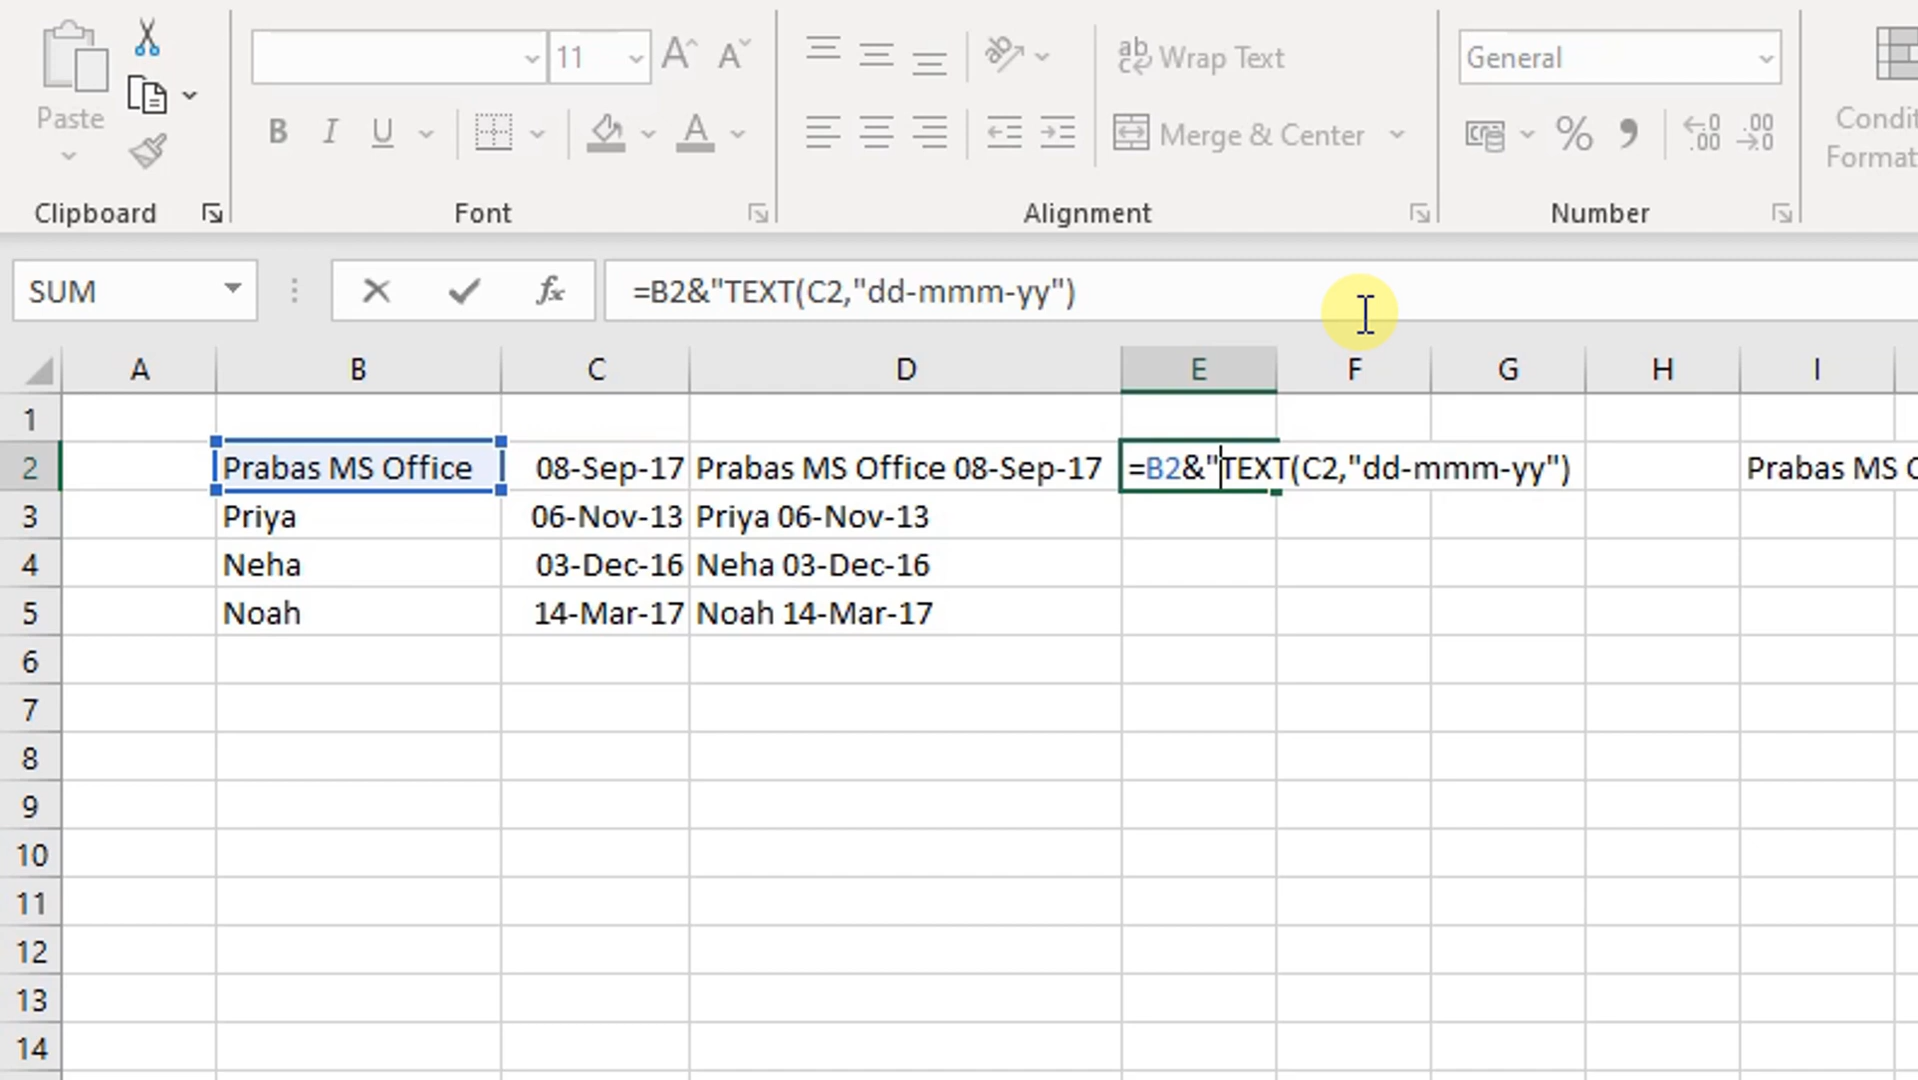 11
ab
c
Wrap Text
General
Paste
B I U
A
Merge & Center
%
Condit
Format
Clipboard
Font
Alignment
Number
SUM
fx
=B2&"TEXT(C2,"dd-mmm-yy")
A B C D E F G H I
1
2 Prabas MS Office 08-Sep-17 Prabas MS Office 08-Sep-17 =B2&"TEXT(C2,"dd-mmm-yy") Prabas MS
3 Priya 06-Nov-13 Priya 06-Nov-13
4 Neha 03-Dec-16 Neha 03-Dec-16
5 Noah 14-Mar-17 Noah 14-Mar-17
6
7
8
9
10
11
12
13
14